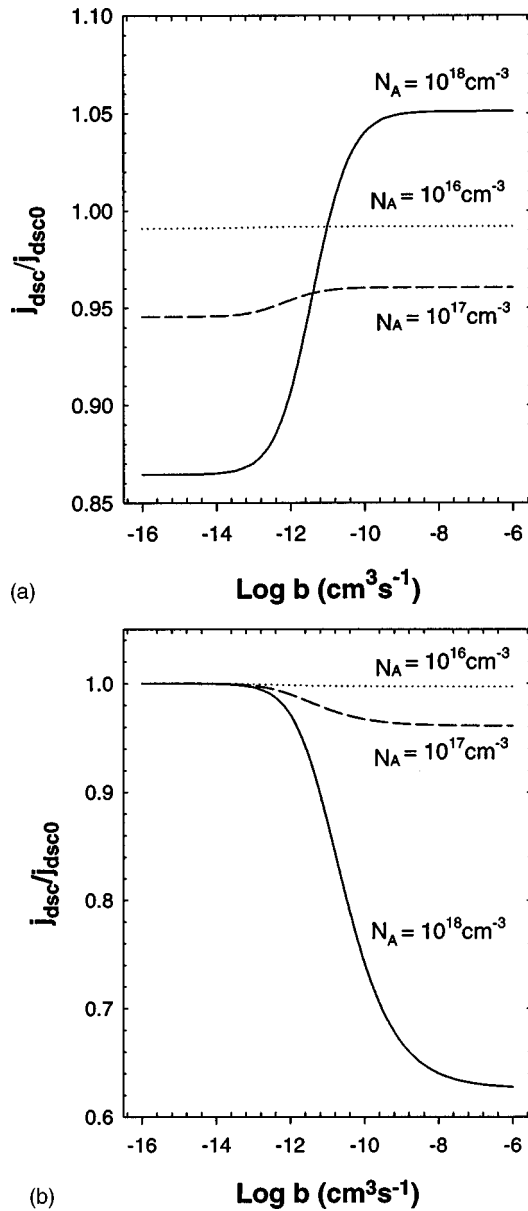 1.10
1.05
1.00
0.95
0.90
0.85
j_dsc/j_dsc0
N_A = 10^18 cm^-3
N_A = 10^16 cm^-3
N_A = 10^17 cm^-3
-16 -14 -12 -10 -8 -6
(a) Log b (cm^3s^-1)
1.0
0.9
0.8
0.7
0.6
j_dsc/j_dsc0
N_A = 10^16 cm^-3
N_A = 10^17 cm^-3
N_A = 10^18 cm^-3
-16 -14 -12 -10 -8 -6
(b) Log b (cm^3s^-1)